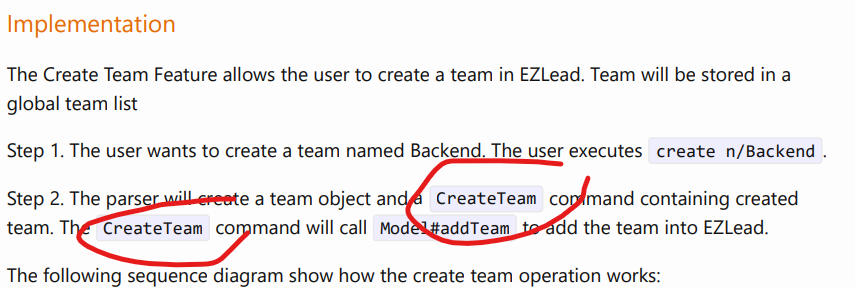 Implementation
The Create Team Feature allows the user to create a team in EZLead. Team will be stored in a
global team list
Step 1. The user wants to create a team named Backend. The user executes create n/Backend .
Step 2. The parser will create a team object and a CreateTeam command containing created
team. The CreateTeam command will call Model#addTeam to add the team into EZLead.
The following sequence diagram show how the create team operation works: